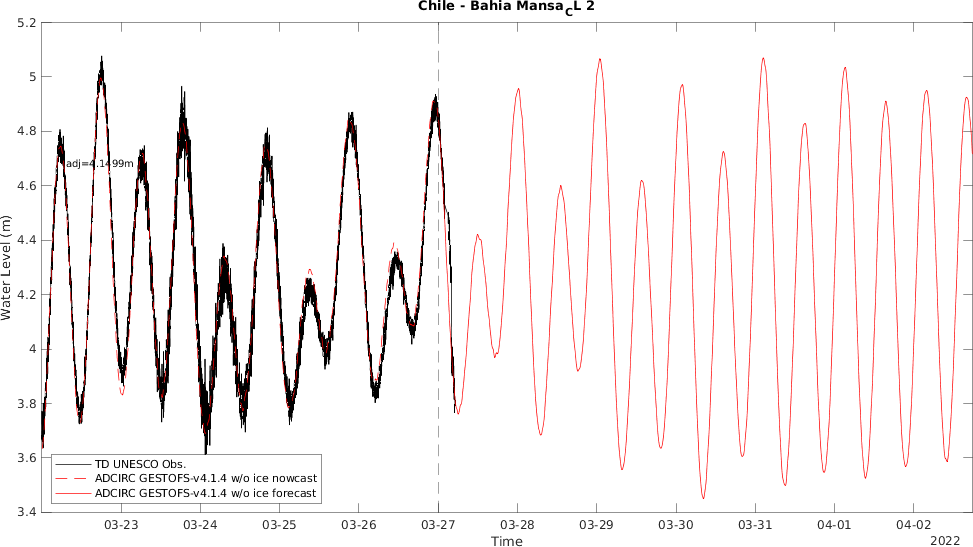 Chile - Bahia Mansa_CL 2
5.2
5
4.8
4.6
4.4
4.2
4
3.8
3.6
3.4
Water Level (m)
adj=4.1499m
TD UNESCO Obs.
ADCIRC GESTOFS-v4.1.4 w/o ice nowcast
ADCIRC GESTOFS-v4.1.4 w/o ice forecast
03-23 03-24 03-25 03-26 03-27 03-28 03-29 03-30 03-31 04-01 04-02
Time
2022